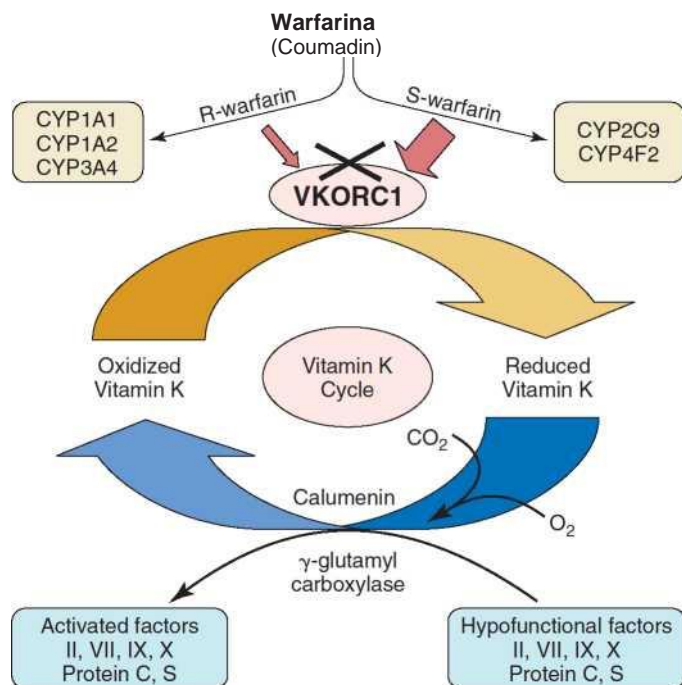 Warfarina
(Coumadin)
R-warfarin
S-warfarin
CYP1A1
CYP1A2
CYP3A4
CYP2C9
CYP4F2
VKORC1
Oxidized
Vitamin K
Vitamin K
Cycle
Reduced
Vitamin K
CO₂
O₂
Calumenin
γ-glutamyl
carboxylase
Activated factors
II, VII, IX, X
Protein C, S
Hypofunctional factors
II, VII, IX, X
Protein C, S